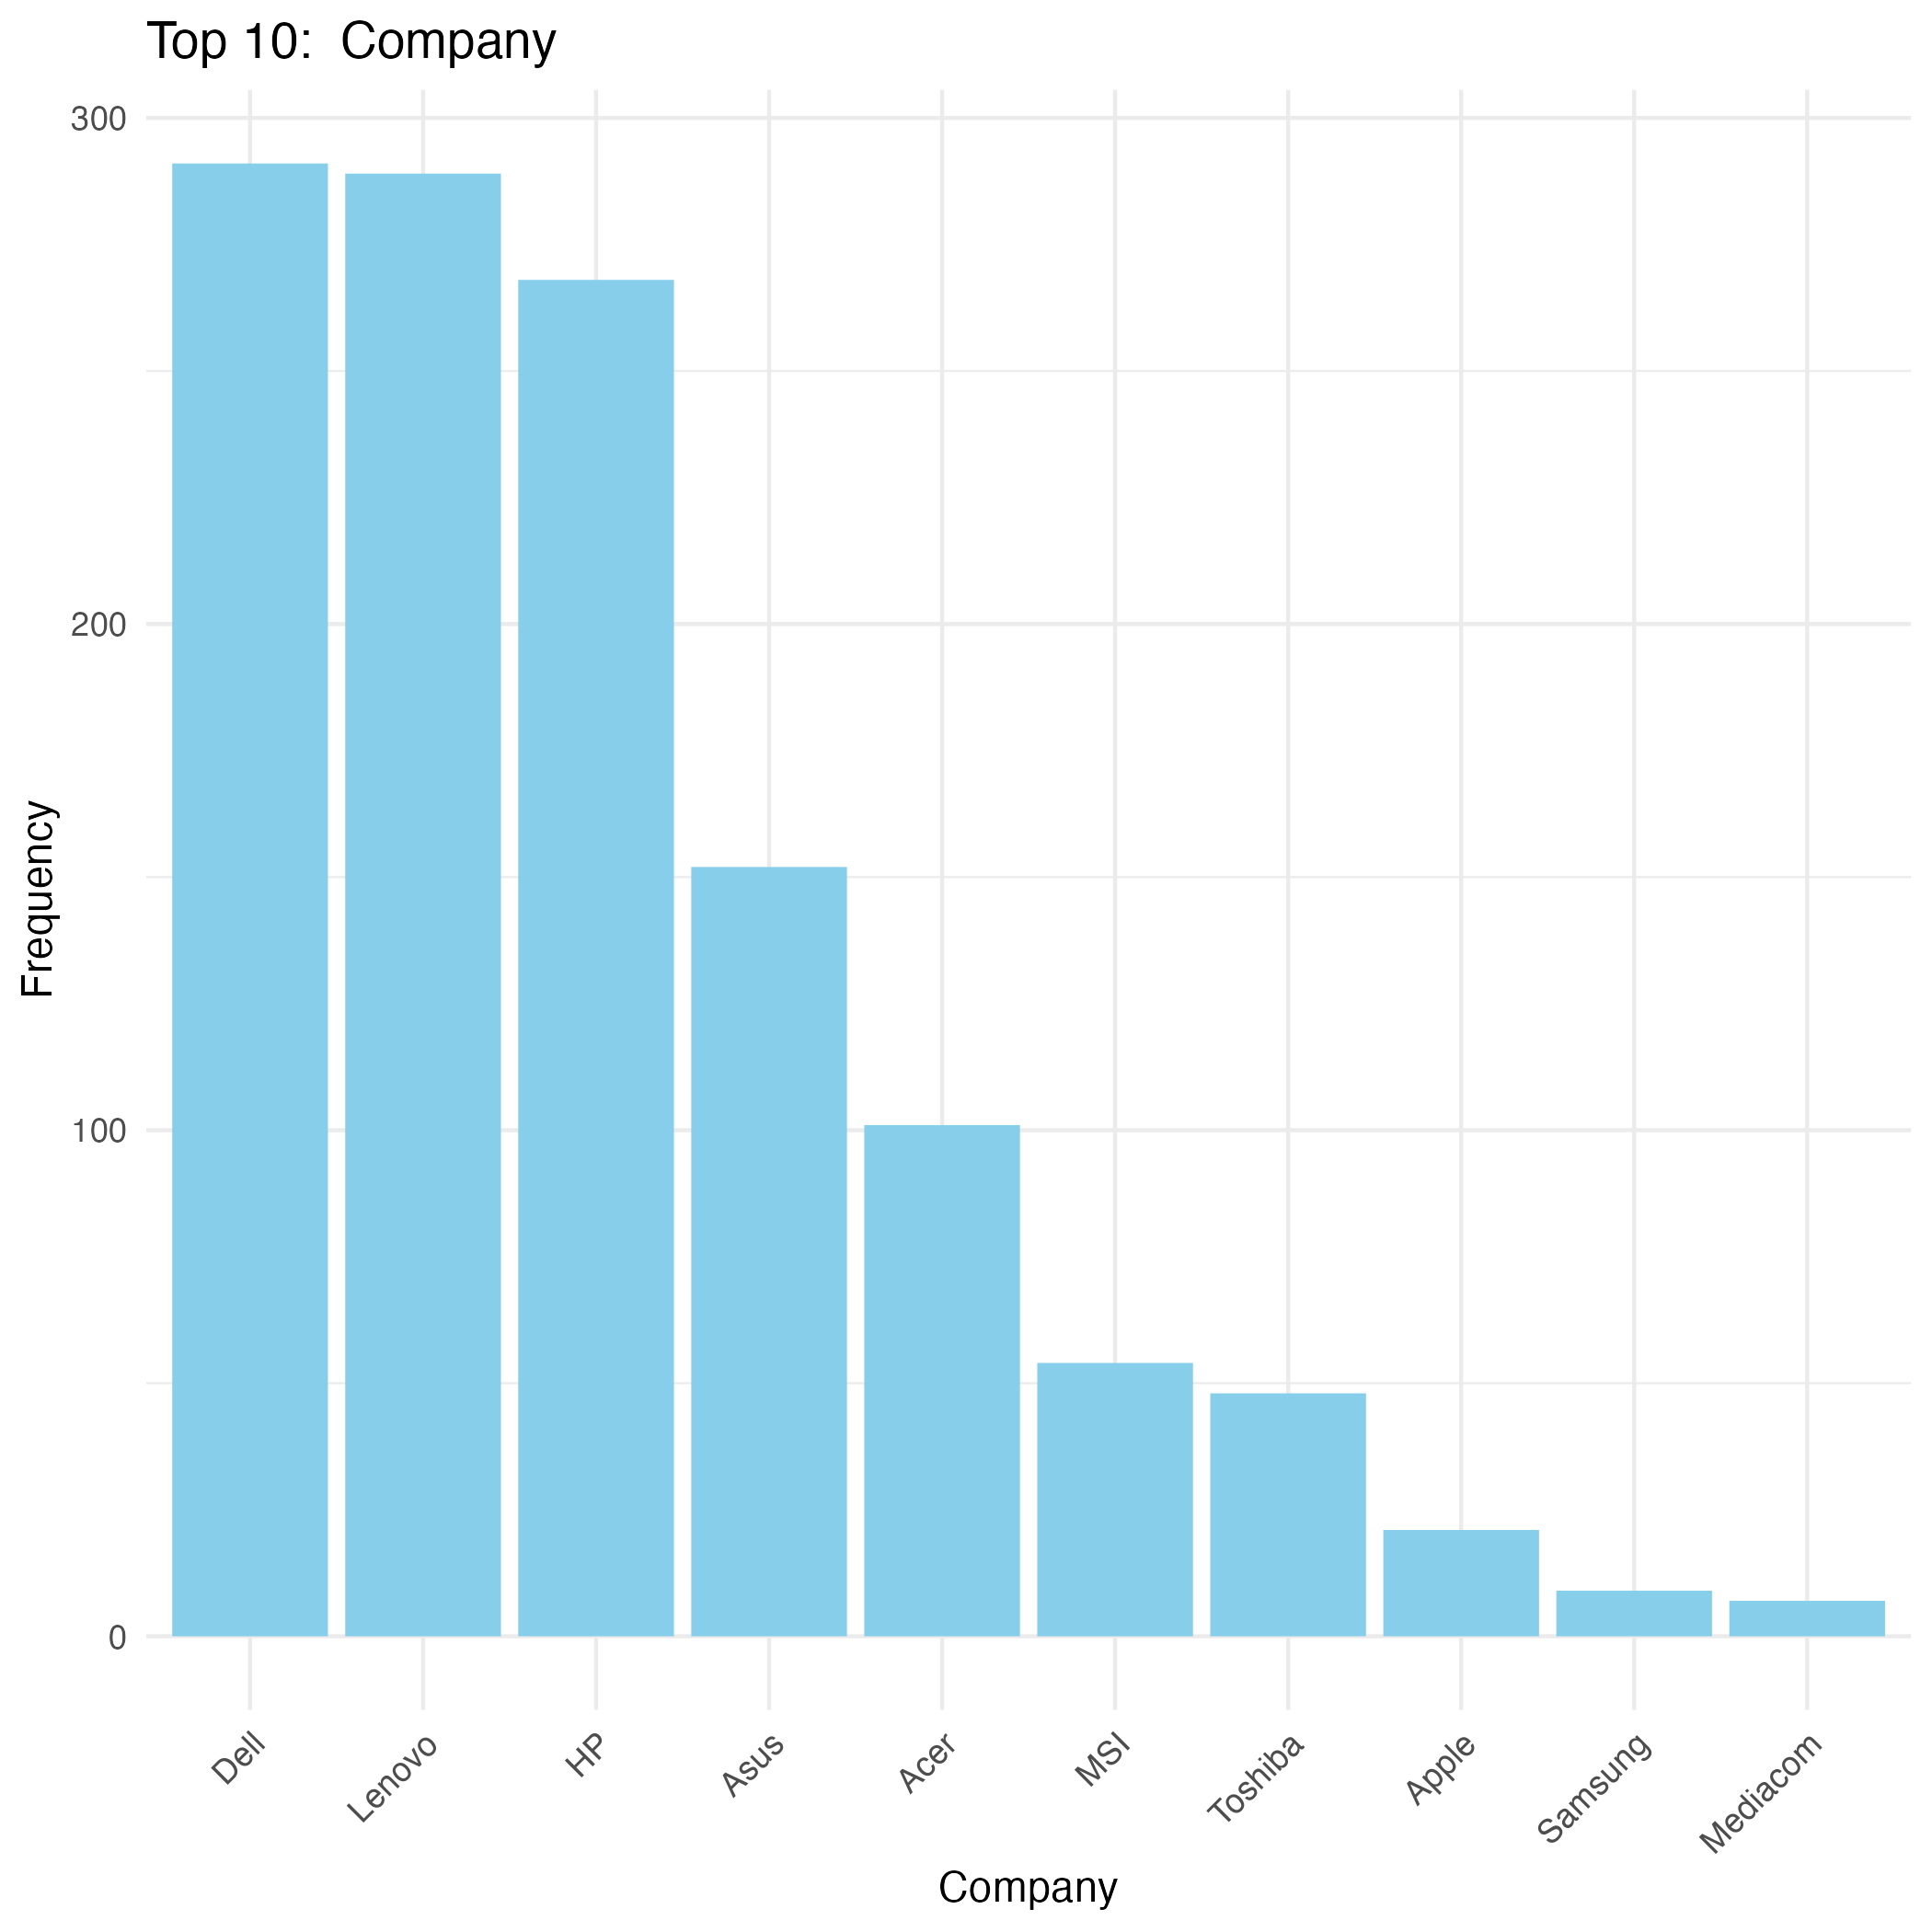 Top 10:  Company
300
200
100
0
Frequency
Dell
Lenovo
HP
Asus
Acer
MSI
Toshiba
Apple
Samsung
Mediacom
Company